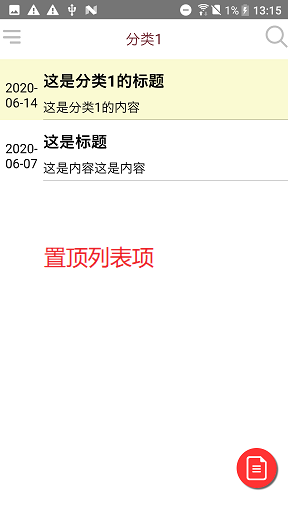 1% 13:15
分类1
2020-06-14
这是分类1的标题
这是分类1的内容
2020-06-07
这是标题
这是内容这是内容
置顶列表项